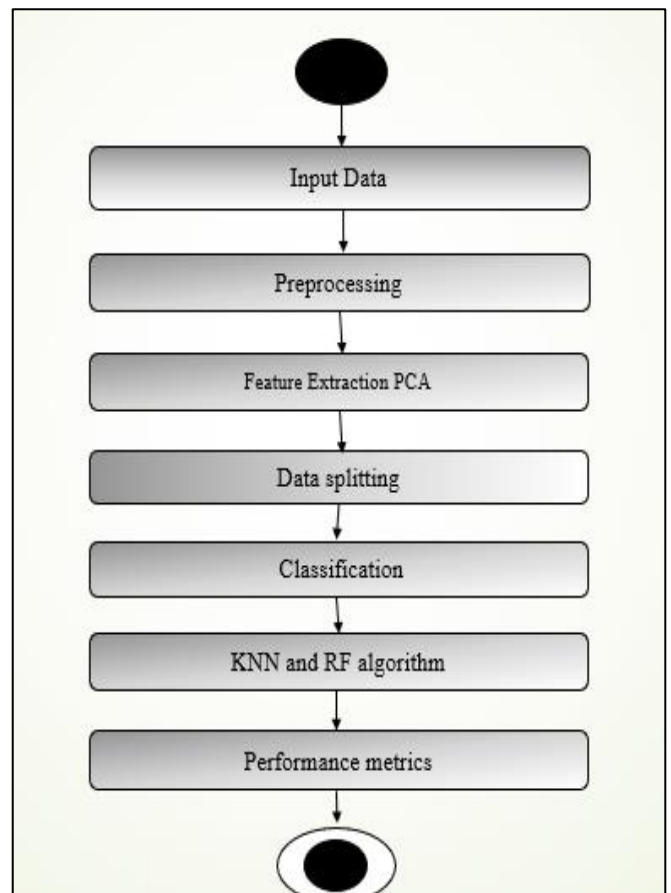 Input Data
Preprocessing
Feature Extraction PCA
Data splitting
Classification
KNN and RF algorithm
Performance metrics